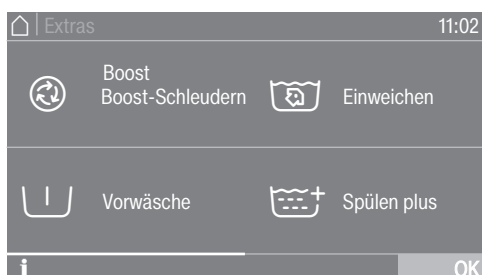 Extras 11:02
Boost
Boost-Schleudern
Einweichen
Vorwäsche
Spülen plus
i OK